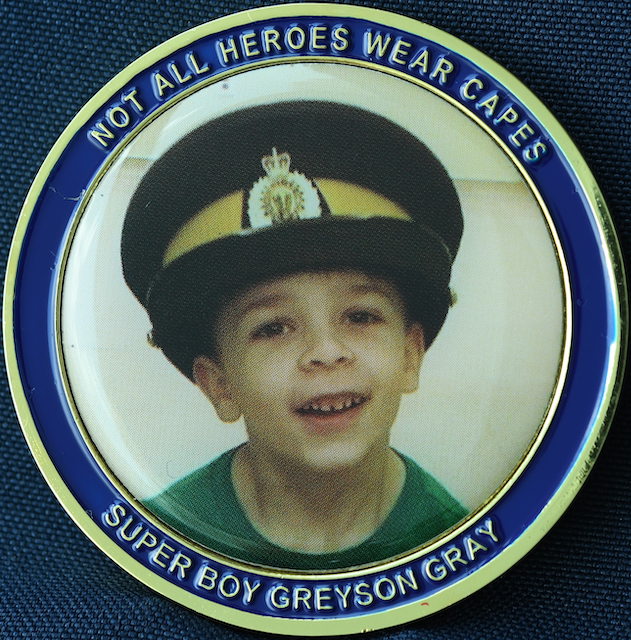 NOT ALL HEROES WEAR CAPES
SUPER BOY GREYSON GRAY